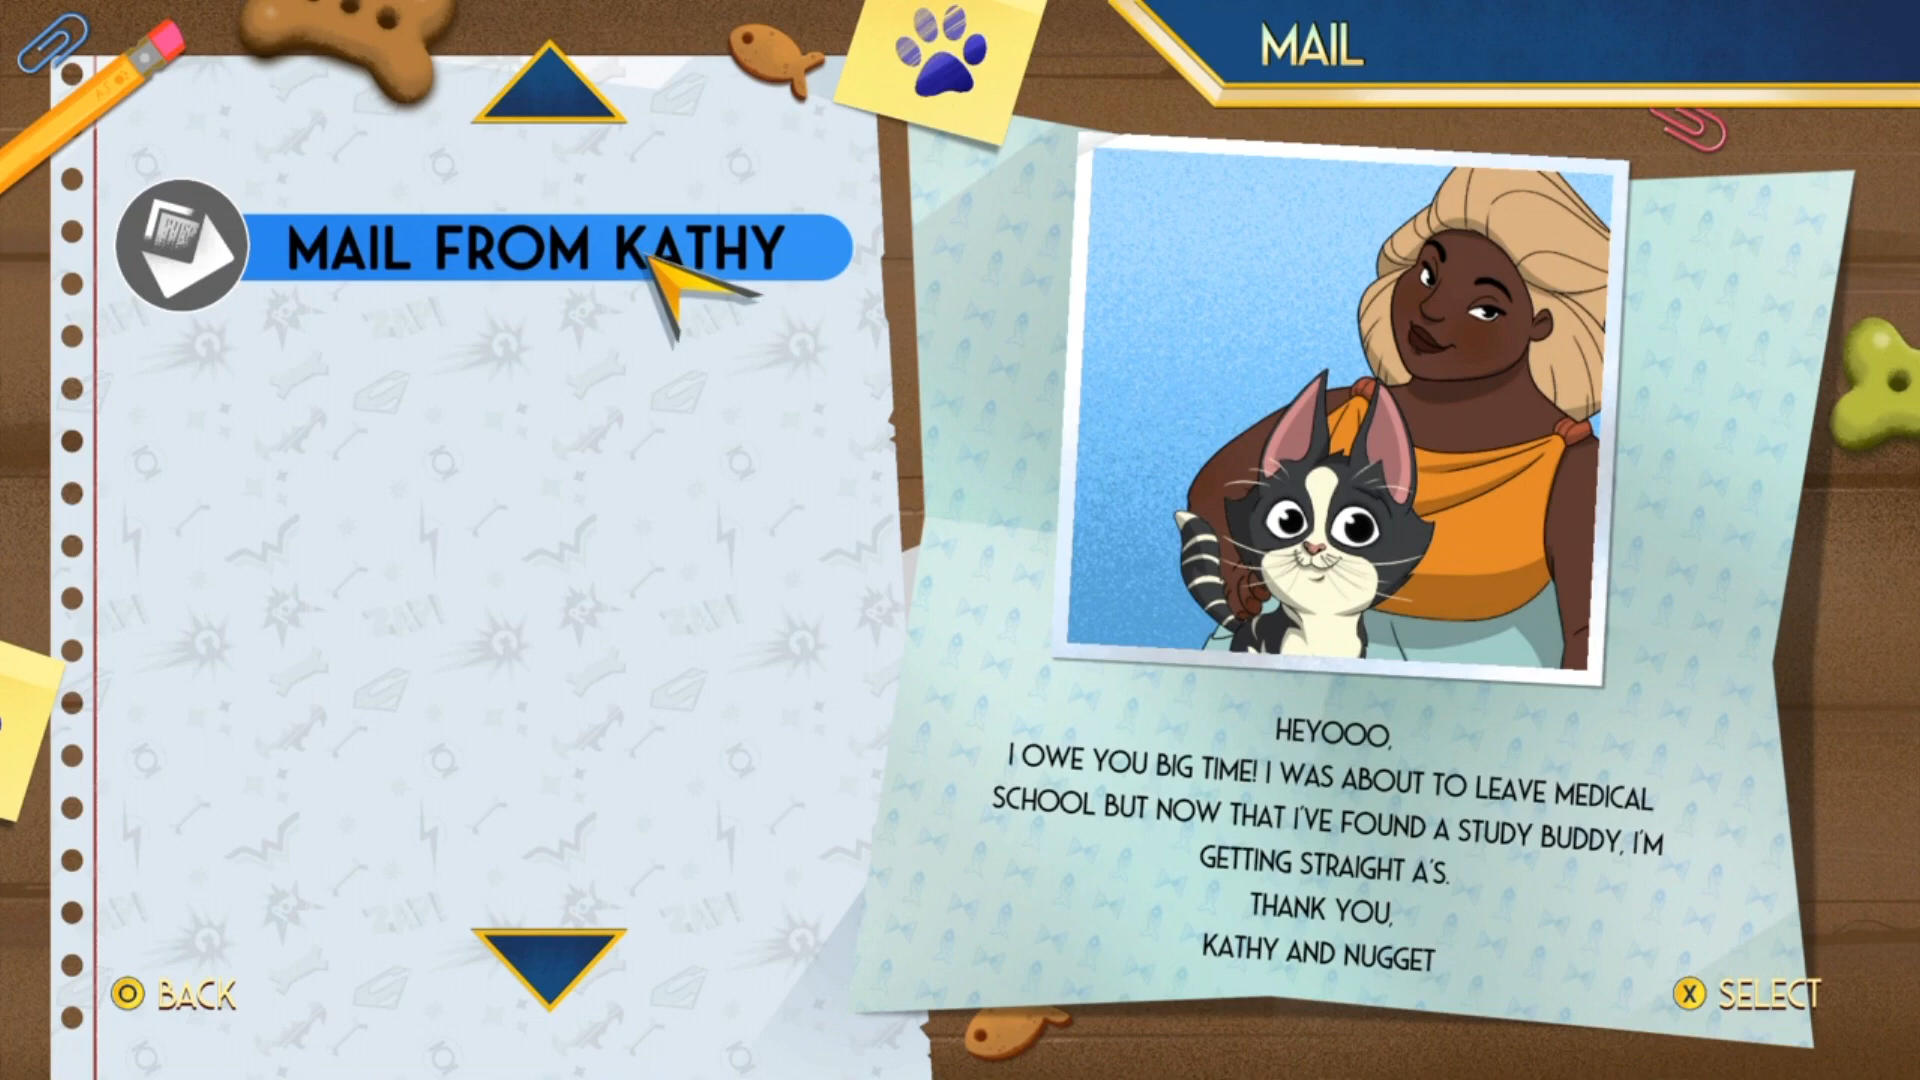 MAIL
MAIL FROM KATHY
HEYOOO,
I OWE YOU BIG TIME! I WAS ABOUT TO LEAVE MEDICAL
SCHOOL BUT NOW THAT I'VE FOUND A STUDY BUDDY, I'M
GETTING STRAIGHT A'S.
THANK YOU,
KATHY AND NUGGET
BACK
X SELECT